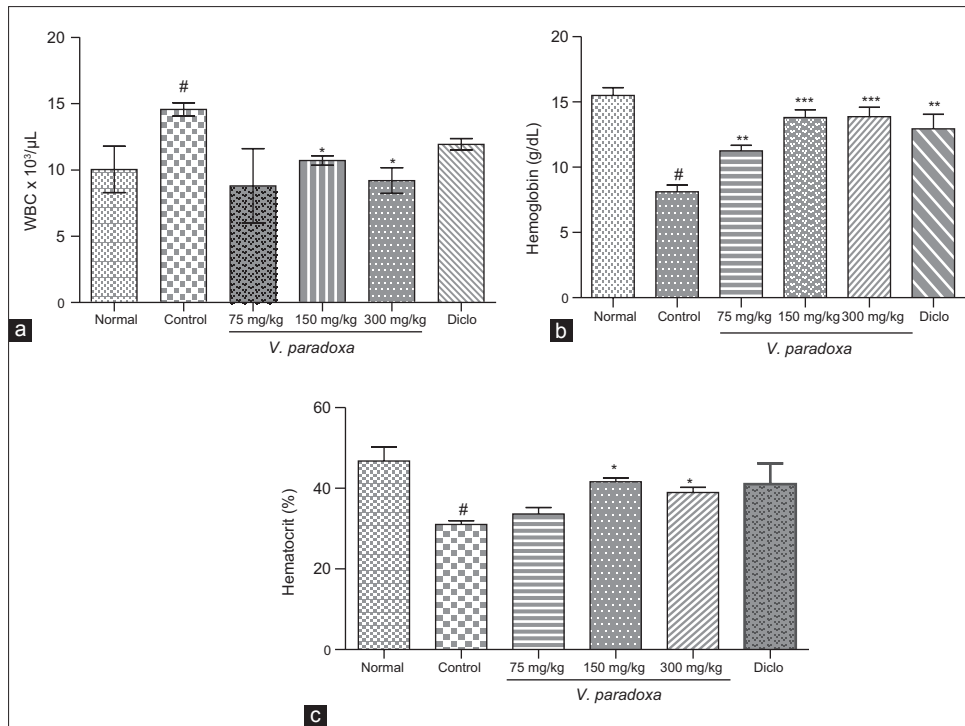 20
15
10
5
0
WBC x 10³/µL
#
*
*
Normal Control 75 mg/kg 150 mg/kg 300 mg/kg Diclo
V. paradoxa
a
20
15
10
5
0
Hemoglobin (g/dL)
#
**
***
***
**
Normal Control 75 mg/kg 150 mg/kg 300 mg/kg Diclo
V. paradoxa
b
60
40
20
0
Hematocrit (%)
#
*
*
Normal Control 75 mg/kg 150 mg/kg 300 mg/kg Diclo
V. paradoxa
c